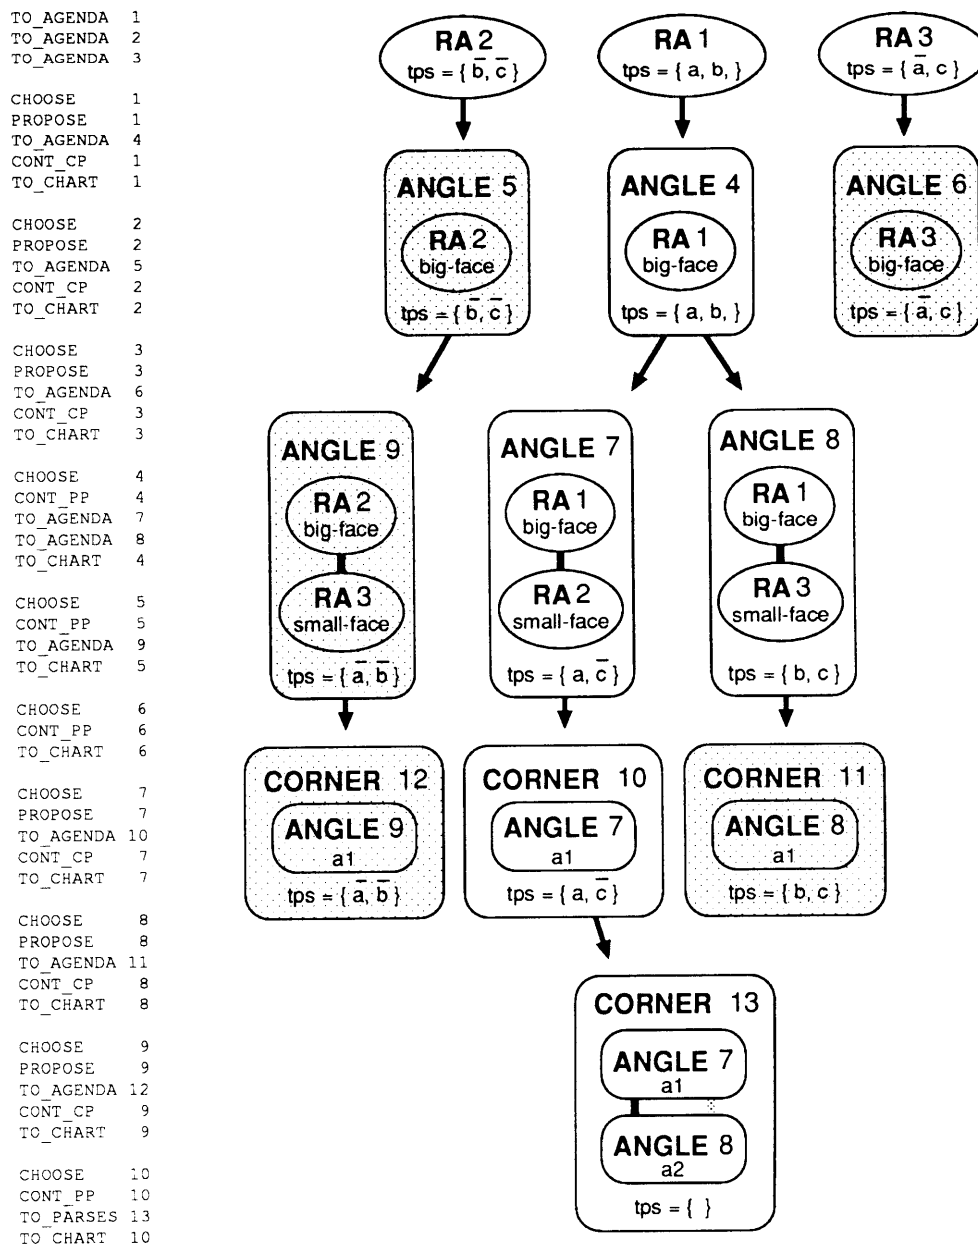 TO_AGENDA 1
TO_AGENDA 2
TO_AGENDA 3
CHOOSE 1
PROPOSE 1
TO_AGENDA 4
CONT_CP 1
TO_CHART 1
CHOOSE 2
PROPOSE 2
TO_AGENDA 5
CONT_CP 2
TO_CHART 2
CHOOSE 3
PROPOSE 3
TO_AGENDA 6
CONT_CP 3
TO_CHART 3
CHOOSE 4
CONT_PP 4
TO_AGENDA 7
TO_AGENDA 8
TO_CHART 4
CHOOSE 5
CONT_PP 5
TO_AGENDA 9
TO_CHART 5
CHOOSE 6
CONT_PP 6
TO_CHART 6
CHOOSE 7
PROPOSE 7
TO_AGENDA 10
CONT_CP 7
TO_CHART 7
CHOOSE 8
PROPOSE 8
TO_AGENDA 11
CONT_CP 8
TO_CHART 8
CHOOSE 9
PROPOSE 9
TO_AGENDA 12
CONT_CP 9
TO_CHART 9
CHOOSE 10
CONT_PP 10
TO_PARSES 13
TO_CHART 10
RA 2
tps = { b̅, c̅ }
RA 1
tps = { a, b, }
RA 3
tps = { a̅, c }
ANGLE 5
RA 2
big-face
tps = { b̅, c̅ }
ANGLE 4
RA 1
big-face
tps = { a, b, }
ANGLE 6
RA 3
big-face
tps = { a̅, c }
ANGLE 9
RA 2
big-face
RA 3
small-face
tps = { a̅, b̅ }
ANGLE 7
RA 1
big-face
RA 2
small-face
tps = { a, c̅ }
ANGLE 8
RA 1
big-face
RA 3
small-face
tps = { b, c }
CORNER 12
ANGLE 9
a1
tps = { a̅, b̅ }
CORNER 10
ANGLE 7
a1
tps = { a, c̅ }
CORNER 11
ANGLE 8
a1
tps = { b, c }
CORNER 13
ANGLE 7
a1
ANGLE 8
a2
tps = { }